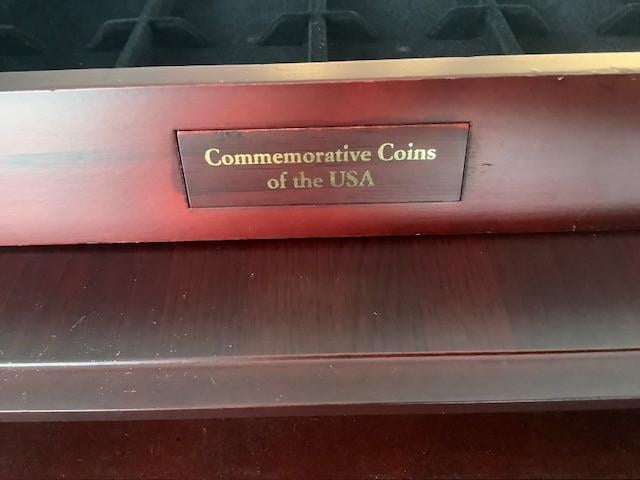 Commemorative Coins
of the USA